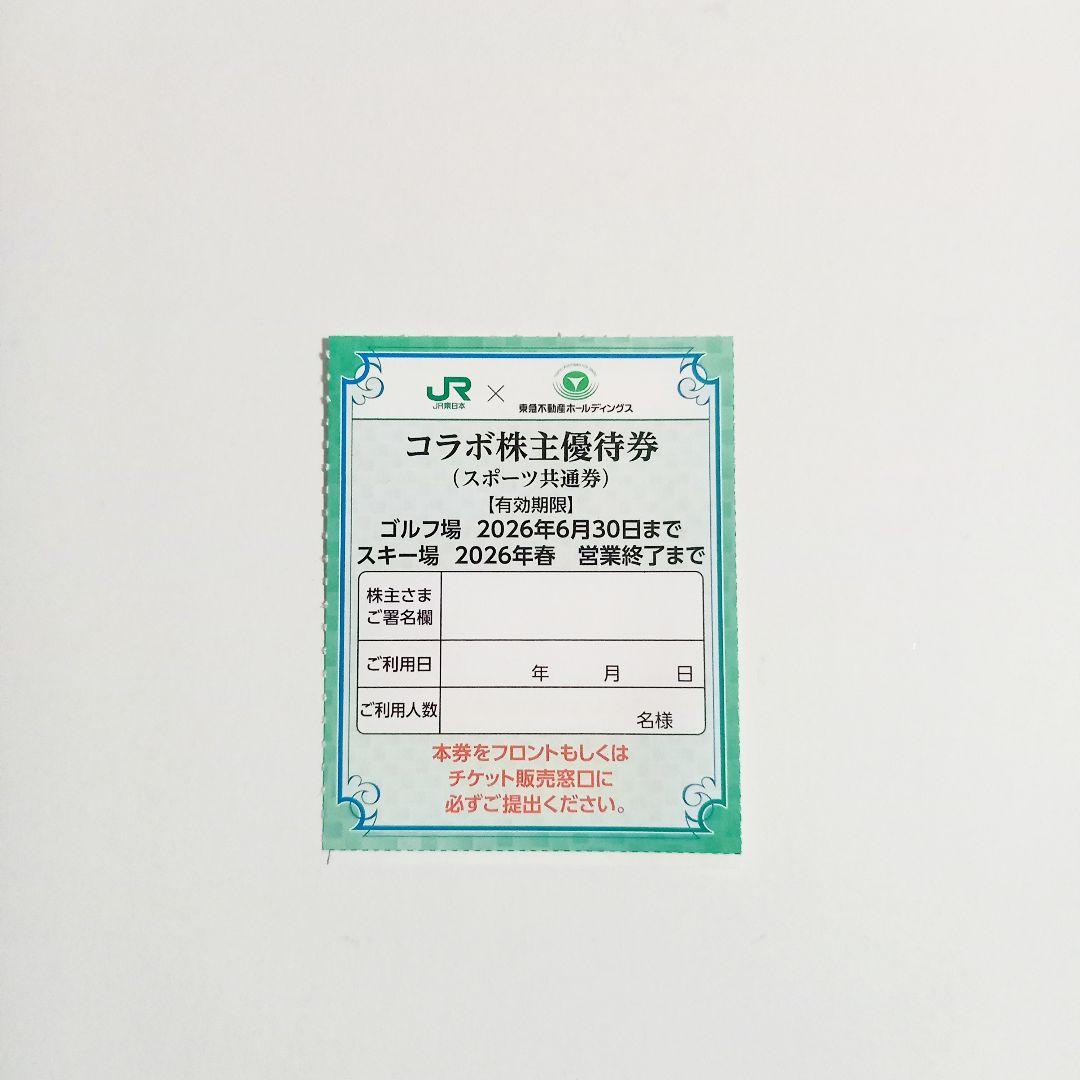 JR × 
JR東日本 東急不動産ホールディングス
コラボ株主優待券
（スポーツ共通券）
【有効期限】
ゴルフ場 2026年6月30日まで
スキー場 2026年春 営業終了まで
株主さま
ご署名欄
ご利用日 年 月 日
ご利用人数 名様
本券をフロントもしくは
チケット販売窓口に
必ずご提出ください。